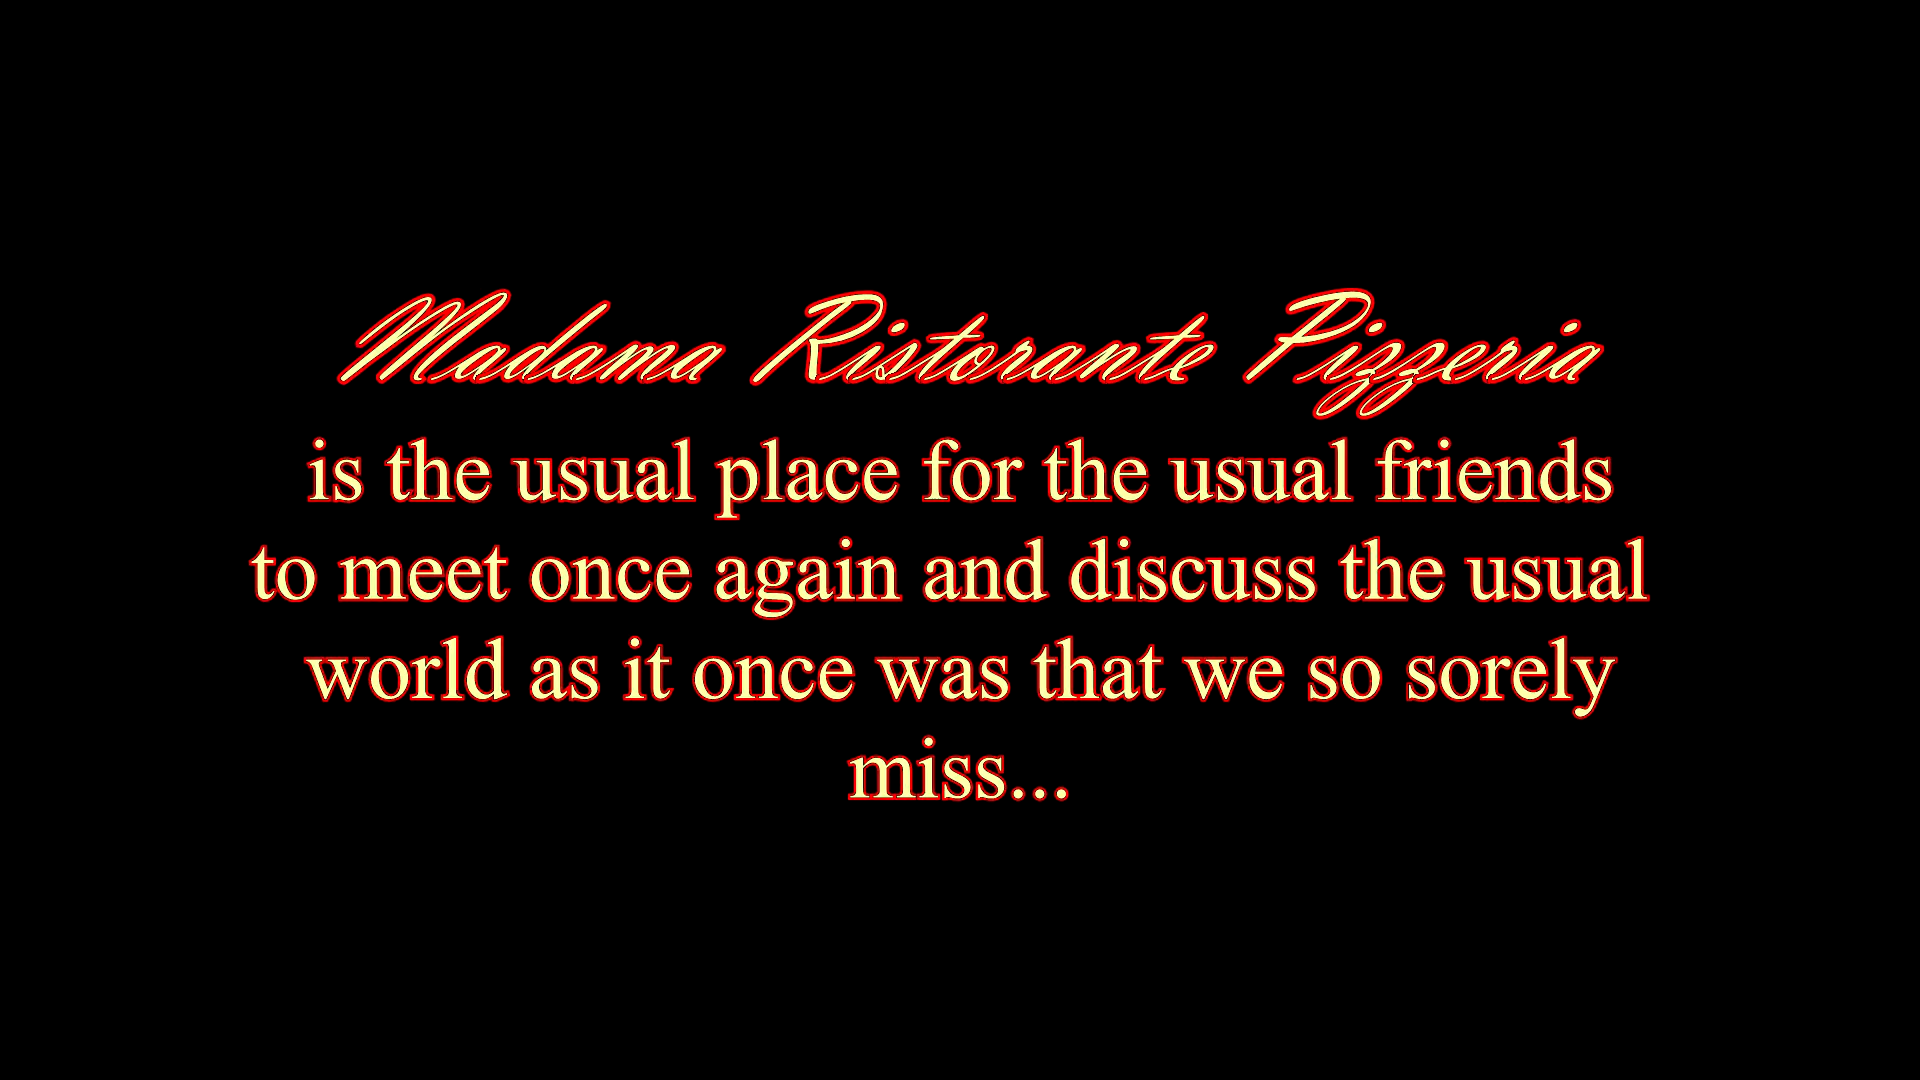 Madama Ristorante Pizzeria
is the usual place for the usual friends
to meet once again and discuss the usual
world as it once was that we so sorely
miss...